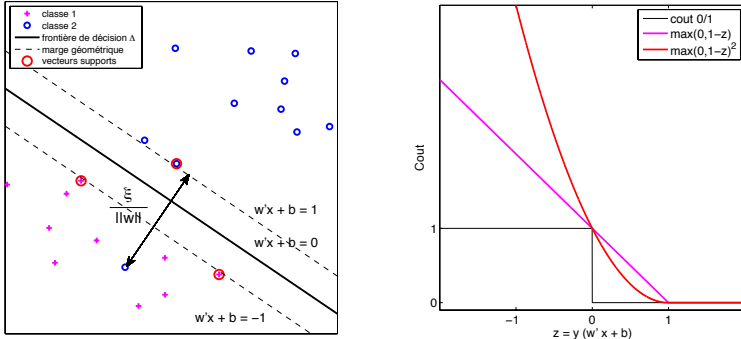 classe 1
classe 2
frontière de décision Δ
marge géométrique
vecteurs supports
ξ
||w||
w'x + b = 1
w'x + b = 0
w'x + b = −1
cout 0/1
max(0,1−z)
max(0,1−z)²
Cout
1
0
−1
0
1
z = y (w' x + b)